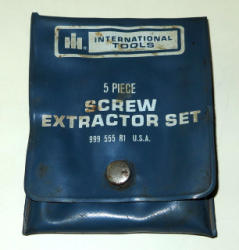 INTERNATIONAL
TOOLS
5 PIECE
SCREW
EXTRACTOR SET
999 555 R1 U.S.A.